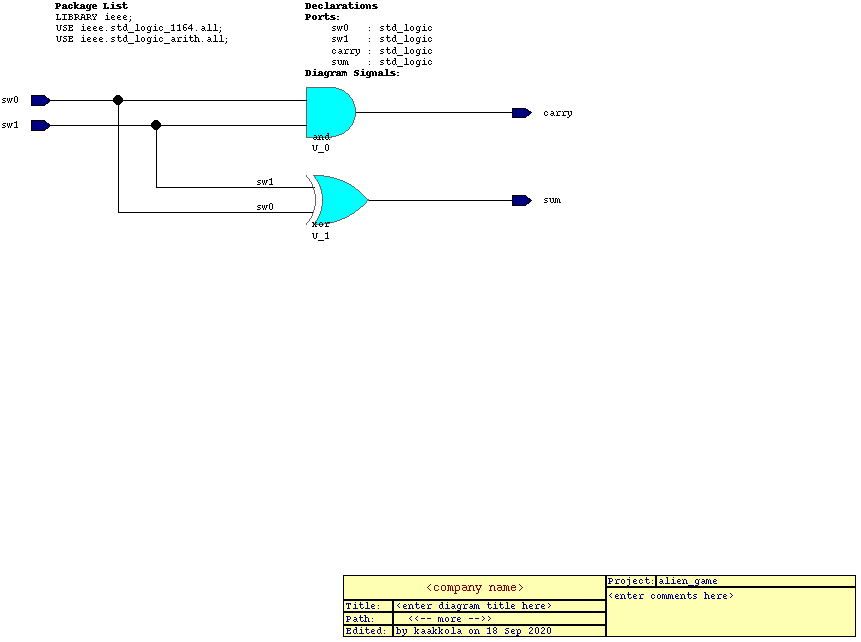 Package List
LIBRARY ieee;
USE ieee.std_logic_1164.all;
USE ieee.std_logic_arith.all;
Declarations
Ports:
sw0 : std_logic
sw1 : std_logic
carry : std_logic
sum : std_logic
Diagram Signals:
sw0
sw1
and
U_0
carry
sw1
sw0
xor
U_1
sum
<company name>
Title: <enter diagram title here>
Path: <<-- more -->>
Edited: by kaakkola on 18 Sep 2020
Project: alien_game
<enter comments here>